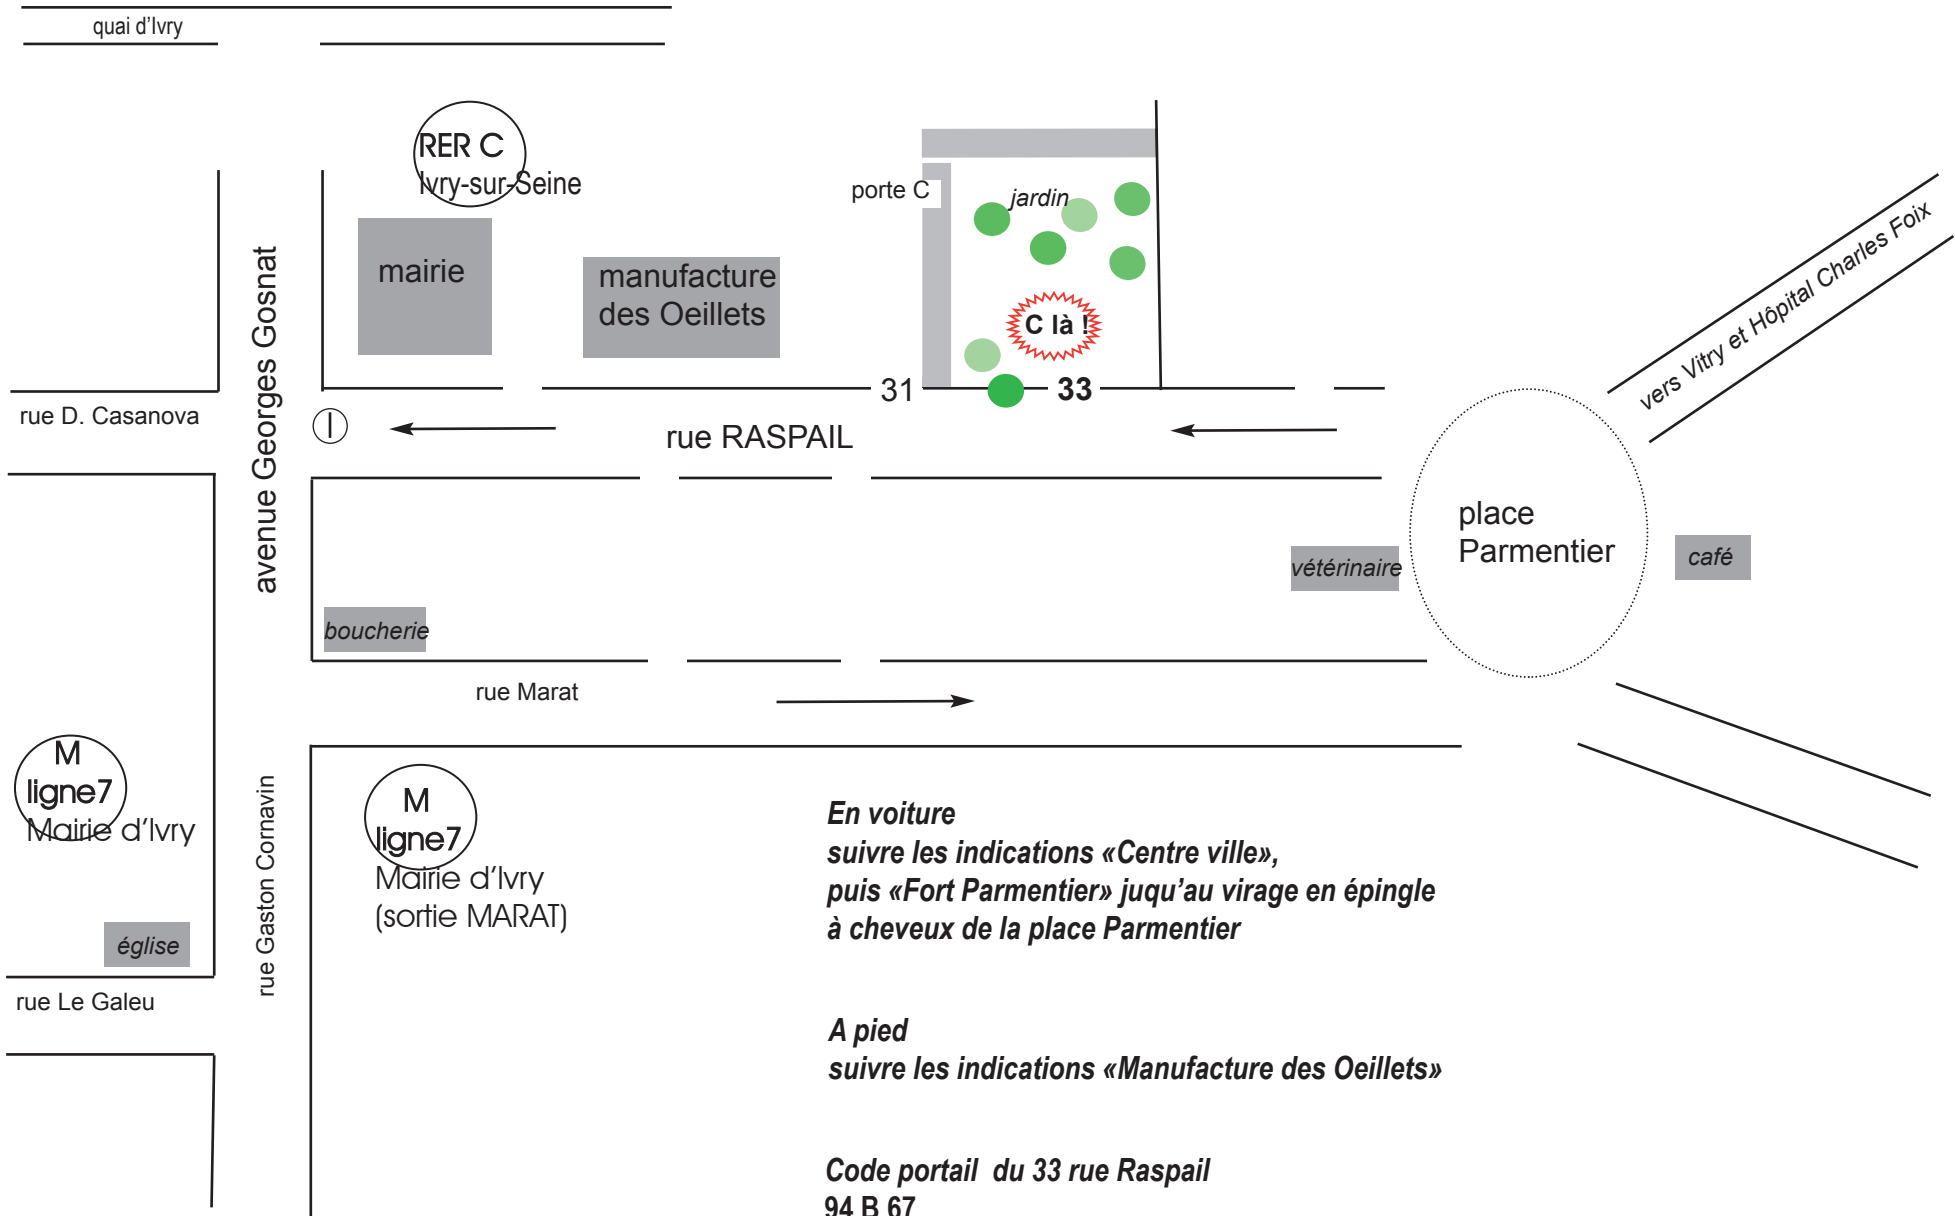 quai d'Ivry
RER C
Ivry-sur-Seine
porte C
jardin
mairie
manufacture
des Oeillets
C là !
vers Vitry et Hôpital Charles Foix
avenue Georges Gosnat
31
33
rue D. Casanova
rue RASPAIL
place
Parmentier
vétérinaire
café
boucherie
rue Marat
M
ligne7
Mairie d'Ivry
M
ligne7
Mairie d'Ivry
(sortie MARAT)
rue Gaston Cornavin
église
rue Le Galeu
En voiture
suivre les indications «Centre ville»,
puis «Fort Parmentier» juqu'au virage en épingle
à cheveux de la place Parmentier
A pied
suivre les indications «Manufacture des Oeillets»
Code portail du 33 rue Raspail
94 B 67